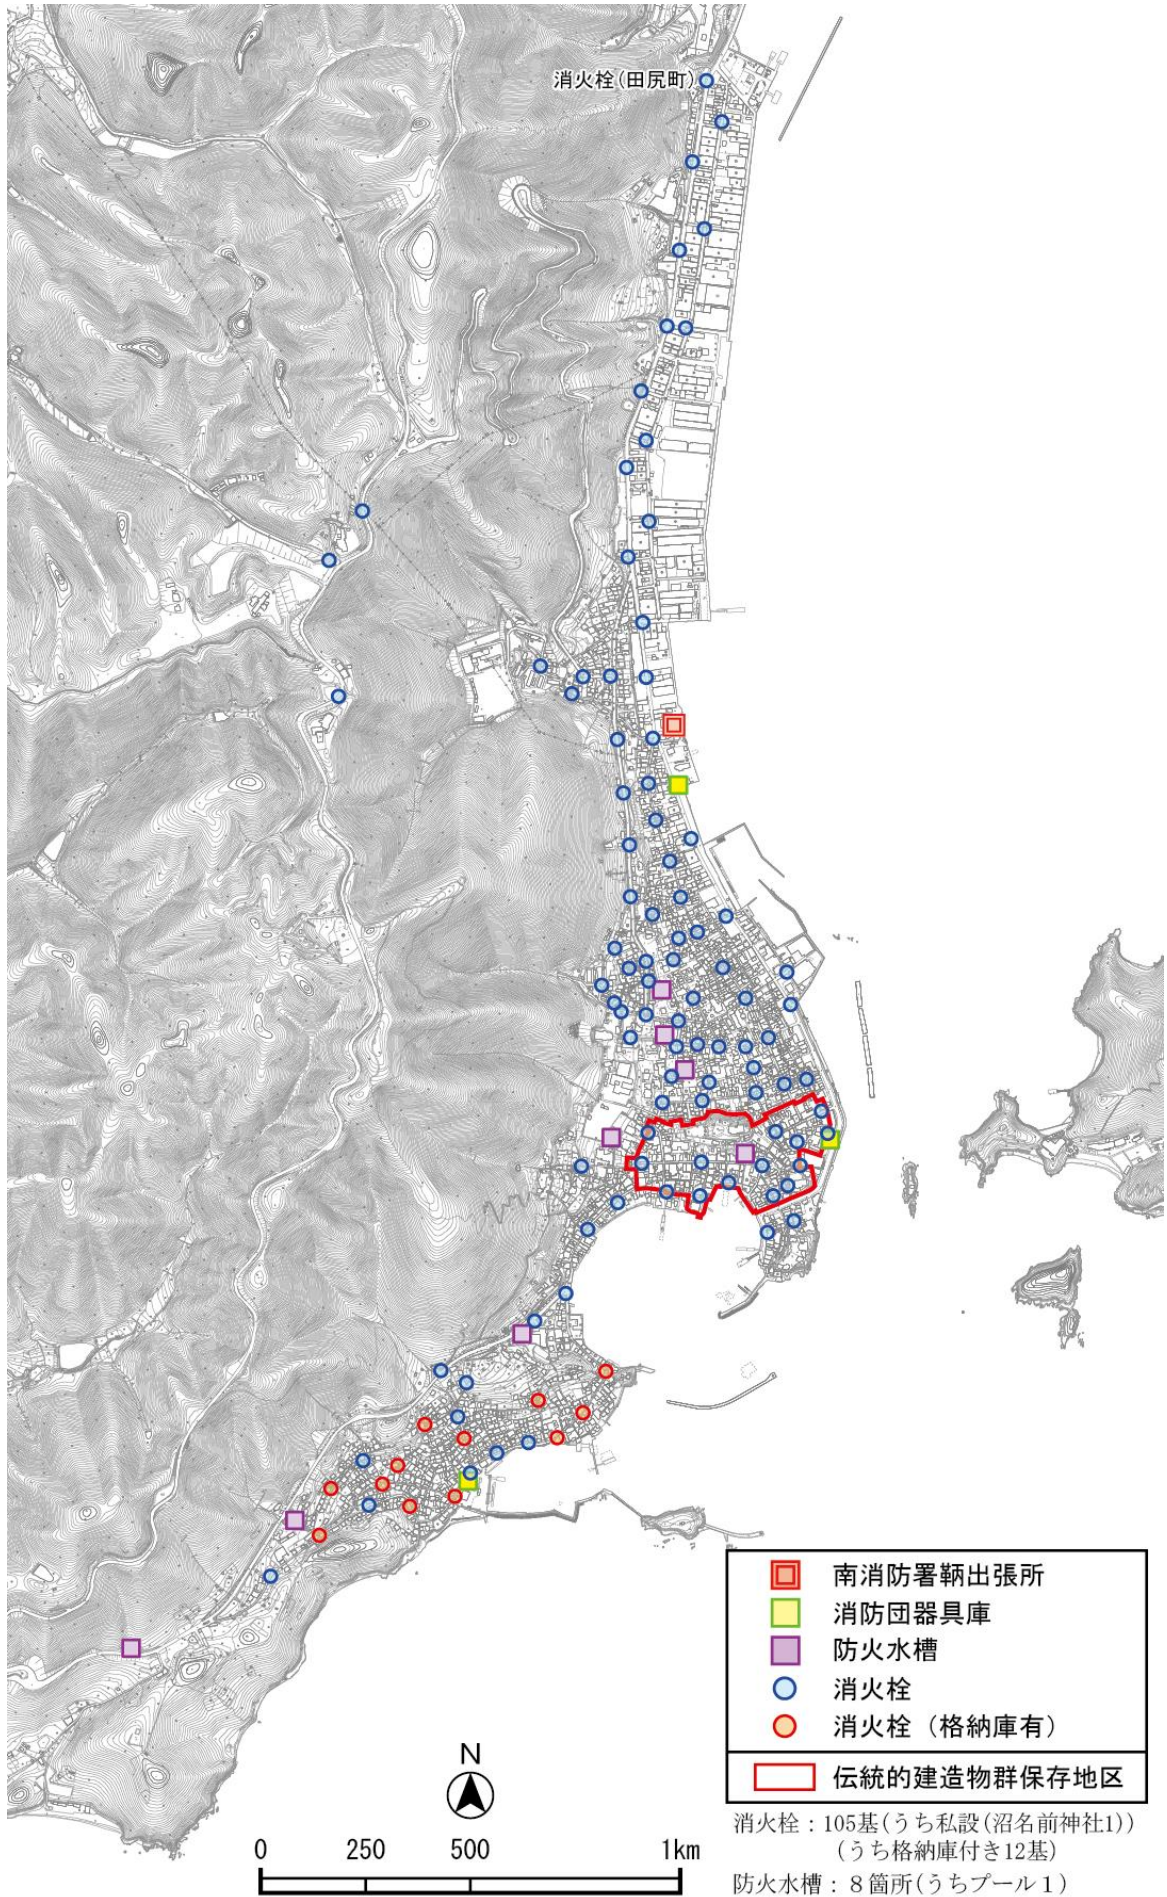 消火栓(田尻町)
南消防署鞆出張所
消防団器具庫
防火水槽
消火栓
消火栓（格納庫有）
伝統的建造物群保存地区
消火栓：105基(うち私設(沼名前神社1))
(うち格納庫付き12基)
防火水槽：8箇所(うちプール1)
N
0 250 500 1km